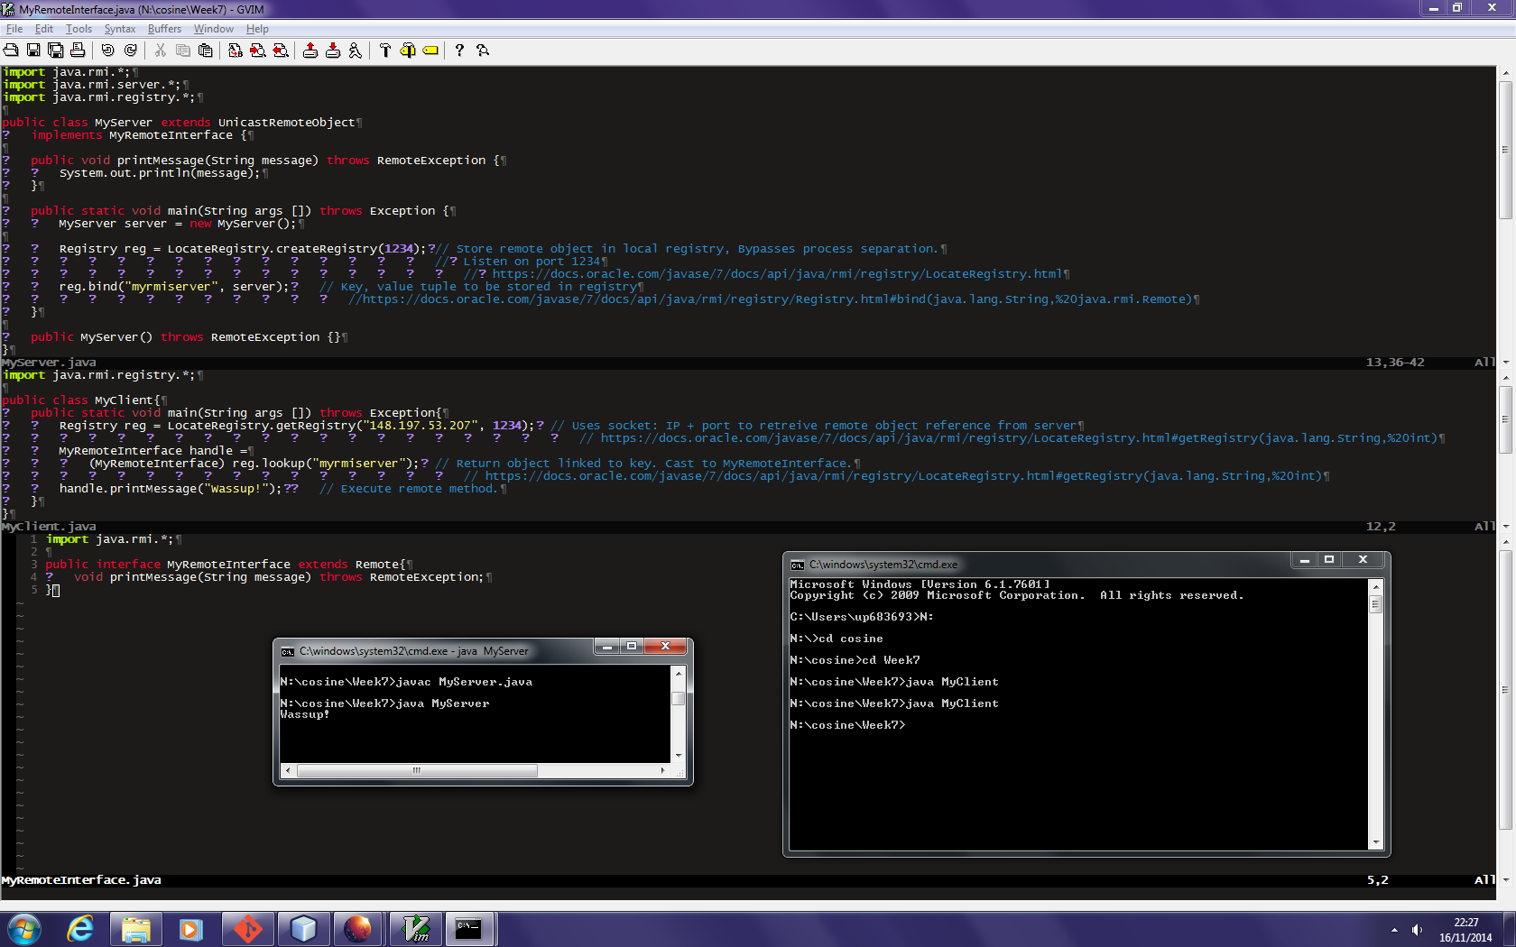 MyRemoteInterface.java (N:\cosine\Week7) - GVIM
File Edit Tools Syntax Buffers Window Help
import java.rmi.*;¶
import java.rmi.server.*;¶
import java.rmi.registry.*;¶
¶
public class MyServer extends UnicastRemoteObject¶
? implements MyRemoteInterface {¶
¶
? public void printMessage(String message) throws RemoteException {¶
? ? System.out.println(message);¶
? }¶
¶
? public static void main(String args []) throws Exception {¶
? ? MyServer server = new MyServer();¶
¶
? ? Registry reg = LocateRegistry.createRegistry(1234);?// Store remote object in local registry, Bypasses process separation.¶
? ? ? ? ? ? ? ? ? ? ? ? ? ? ? //? Listen on port 1234¶
? ? ? ? ? ? ? ? ? ? ? ? ? ? ? ? //? https://docs.oracle.com/javase/7/docs/api/java/rmi/registry/LocateRegistry.html¶
? ? reg.bind("myrmiserver", server);? // Key, value tuple to be stored in registry¶
? ? ? ? ? ? ? ? ? ? ? ? //https://docs.oracle.com/javase/7/docs/api/java/rmi/registry/Registry.html#bind(java.lang.String,%20java.rmi.Remote)¶
? }¶
¶
? public MyServer() throws RemoteException {}¶
}¶
MyServer.java 13,36-42 All
import java.rmi.registry.*;¶
¶
public class MyClient{¶
? public static void main(String args []) throws Exception{¶
? ? Registry reg = LocateRegistry.getRegistry("148.197.53.207", 1234);? // Uses socket: IP + port to retreive remote object reference from server¶
? ? ? ? ? ? ? ? ? ? ? ? ? ? ? ? ? ? ? ? // https://docs.oracle.com/javase/7/docs/api/java/rmi/registry/LocateRegistry.html#getRegistry(java.lang.String,%20int)¶
? ? MyRemoteInterface handle =¶
? ? ? (MyRemoteInterface) reg.lookup("myrmiserver");? // Return object linked to key. Cast to MyRemoteInterface.¶
? ? ? ? ? ? ? ? ? ? ? ? ? ? ? ? // https://docs.oracle.com/javase/7/docs/api/java/rmi/registry/LocateRegistry.html#getRegistry(java.lang.String,%20int)¶
? ? handle.printMessage("Wassup!");?? // Execute remote method.¶
? }¶
}¶
MyClient.java 12,2 All
1 import java.rmi.*;¶
2 ¶
3 public interface MyRemoteInterface extends Remote{¶
4 ? void printMessage(String message) throws RemoteException;¶
5 }
C:\windows\system32\cmd.exe
Microsoft Windows [Version 6.1.7601]
Copyright (c) 2009 Microsoft Corporation. All rights reserved.
C:\Users\up683693>N:
N:\>cd cosine
N:\cosine>cd Week7
N:\cosine\Week7>java MyClient
N:\cosine\Week7>java MyClient
N:\cosine\Week7>
C:\windows\system32\cmd.exe - java MyServer
N:\cosine\Week7>javac MyServer.java
N:\cosine\Week7>java MyServer
Wassup!
MyRemoteInterface.java 5,2 All
22:27
16/11/2014